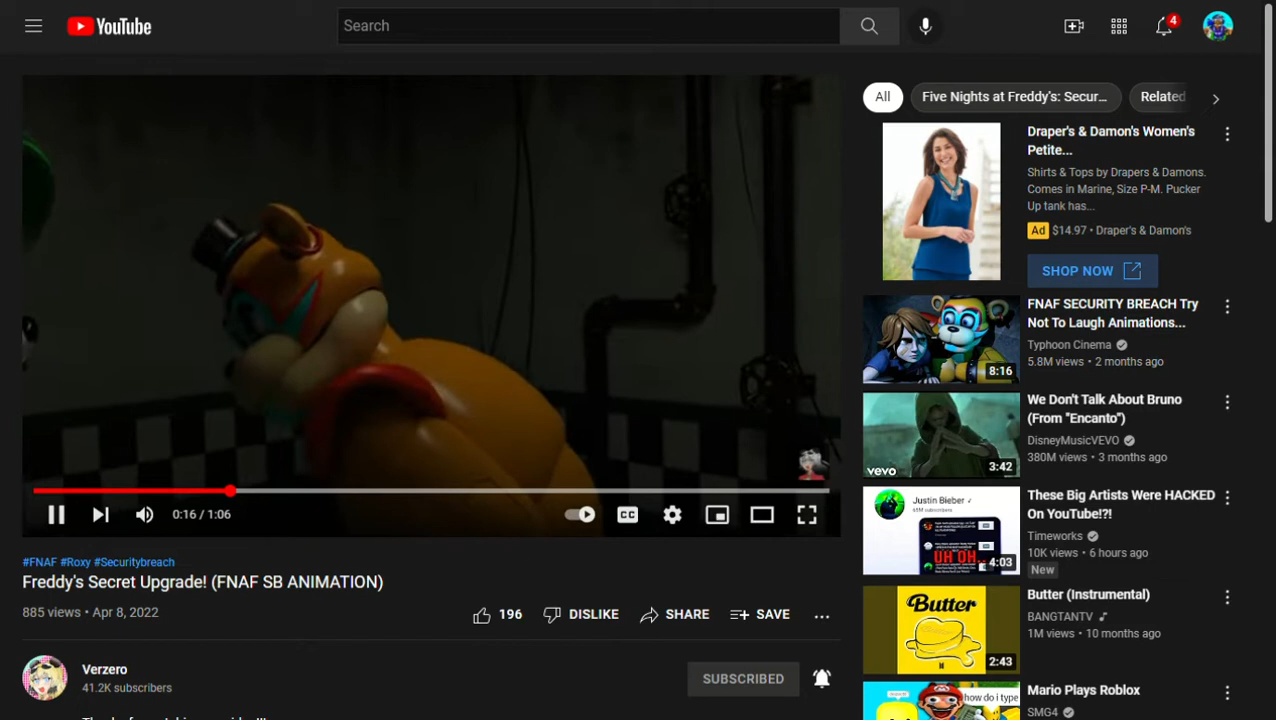 YouTube
Search
4
All
Five Nights at Freddy's: Secur...
Related
Draper's & Damon's Women's
Petite...
Shirts & Tops by Drapers & Damons.
Comes in Marine, Size P-M. Pucker
Up tank has...
Ad $14.97 • Draper's & Damon's
SHOP NOW
FNAF SECURITY BREACH Try
Not To Laugh Animations...
Typhoon Cinema
5.8M views • 2 months ago
8:16
We Don't Talk About Bruno
(From "Encanto")
DisneyMusicVEVO
380M views • 3 months ago
vevo
3:42
These Big Artists Were HACKED
On YouTube!?!
Timeworks
10K views • 6 hours ago
New
Justin Bieber
UH OH...
4:03
Butter (Instrumental)
BANGTANTV
1M views • 10 months ago
Butter
2:43
Mario Plays Roblox
SMG4
how do i type
0:16 / 1:06
CC
#FNAF #Roxy #Securitybreach
Freddy's Secret Upgrade! (FNAF SB ANIMATION)
885 views • Apr 8, 2022
196
DISLIKE
SHARE
SAVE
Verzero
41.2K subscribers
SUBSCRIBED